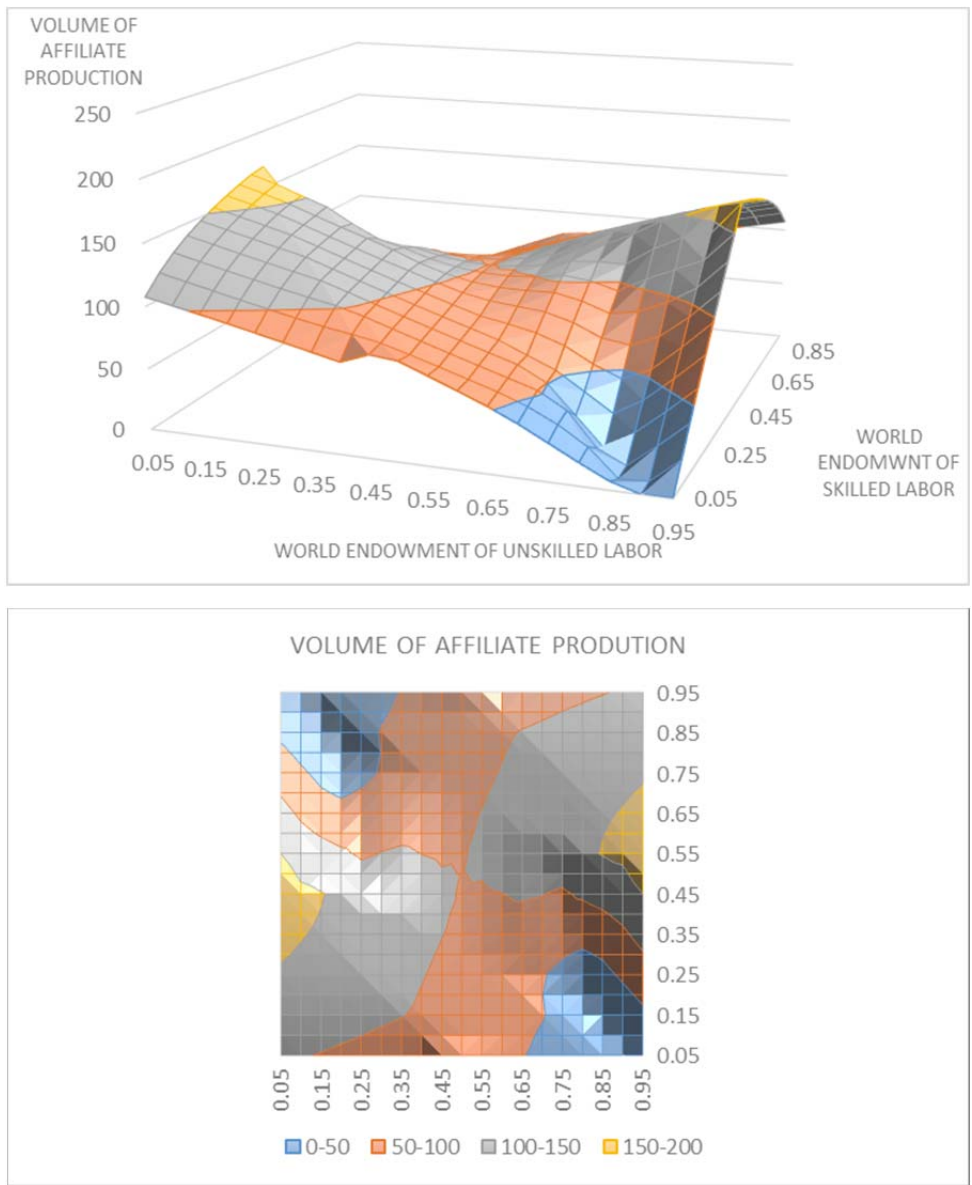 VOLUME OF
AFFILIATE
PRODUCTION
250
200
150
100
50
0
0.05 0.15 0.25 0.35 0.45 0.55 0.65 0.75 0.85 0.95
0.85
0.65
0.45
0.25
0.05
WORLD
ENDOMWNT OF
SKILLED LABOR
WORLD ENDOWMENT OF UNSKILLED LABOR
VOLUME OF AFFILIATE PRODUTION
0.95
0.85
0.75
0.65
0.55
0.45
0.35
0.25
0.15
0.05
0.05 0.15 0.25 0.35 0.45 0.55 0.65 0.75 0.85 0.95
0-50 50-100 100-150 150-200